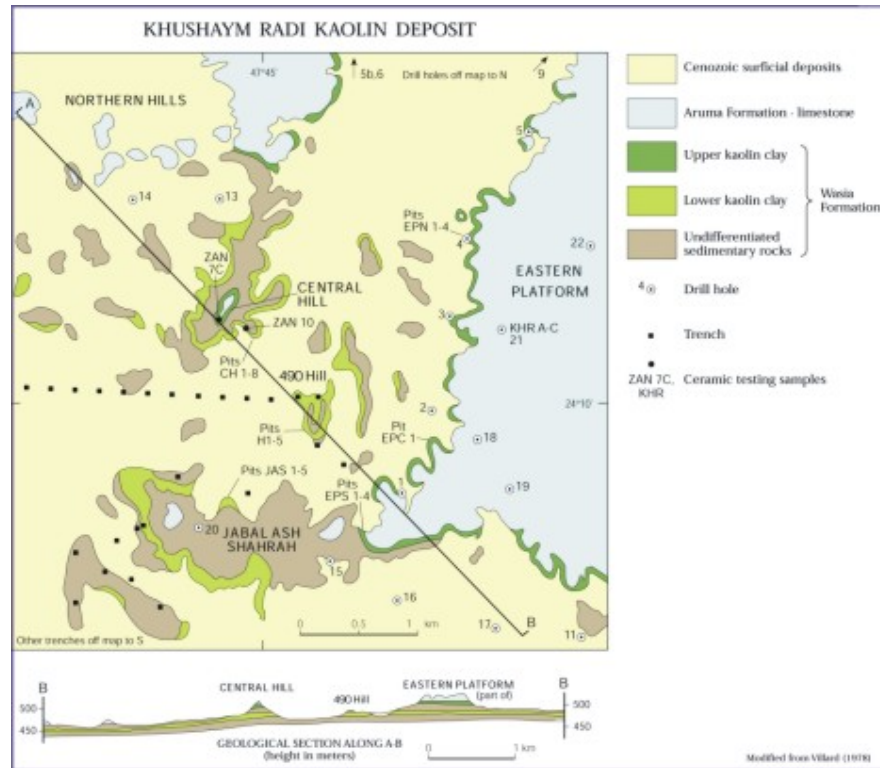 KHUSHAYM RADI KAOLIN DEPOSIT
47°45'
5b,6
Drill holes off map to N
9
A
NORTHERN HILLS
5
14
13
Pits
EPN 1-4
4
22
ZAN
7C
EASTERN
PLATFORM
CENTRAL
HILL
3
ZAN 10
KHR A-C
21
Pits
CH 1-8
490 Hill
24°10'
2
Pits
H1-5
Pit
EPC 1
18
Pits JAS 1-5
Pits
EPS 1-4
1
19
20
JABAL ASH
SHAHRAH
15
16
17
B
11
0 0.5 1 km
Other trenches off map to S
Cenozoic surficial deposits
Aruma Formation - limestone
Upper kaolin clay
Lower kaolin clay
Undifferentiated
sedimentary rocks
Wasia
Formation
4 Drill hole
Trench
ZAN 7C,
KHR
Ceramic testing samples
B
CENTRAL HILL
490 Hill
EASTERN PLATFORM
(part of)
B
500
450
500
450
GEOLOGICAL SECTION ALONG A-B
(height in meters)
0 1 km
Modified from Villard (1978)